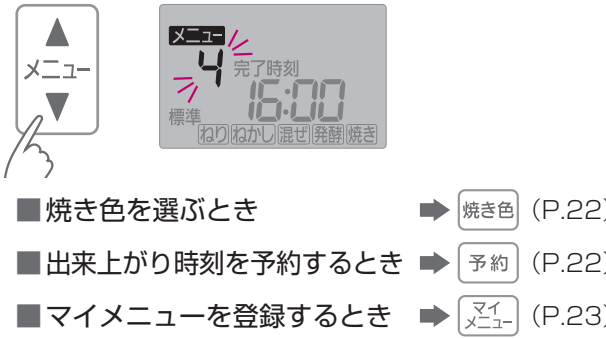 ▲
メニュー
▼
メニュー
4
完了時刻
16:00
標準
ねり ねかし 混ぜ 発酵 焼き
■焼き色を選ぶとき ➡ 焼き色 (P.22)
■出来上がり時刻を予約するとき ➡ 予約 (P.22)
■マイメニューを登録するとき ➡ マイメニュー (P.23)